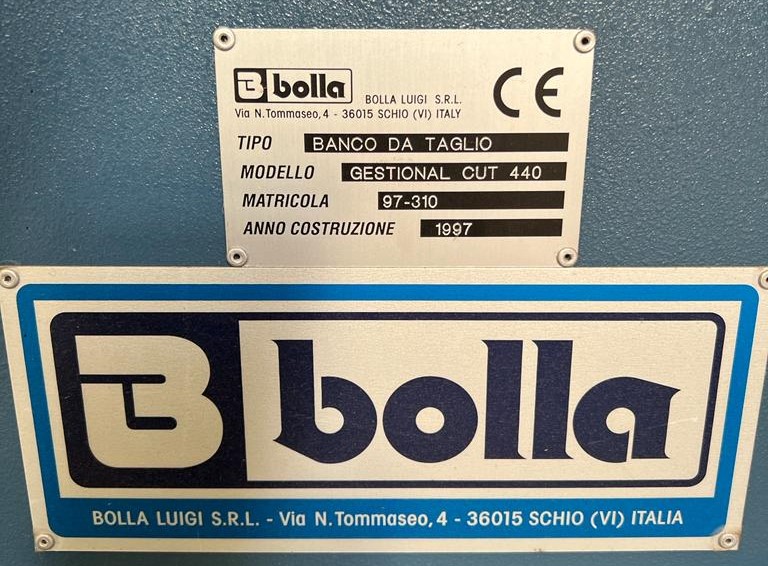 B bolla
BOLLA LUIGI S.R.L.
Via N. Tommaseo, 4 - 36015 SCHIO (VI) ITALY
CE
TIPO BANCO DA TAGLIO
MODELLO GESTIONAL CUT 440
MATRICOLA 97-310
ANNO COSTRUZIONE 1997
B bolla
BOLLA LUIGI S.R.L. - Via N. Tommaseo, 4 - 36015 SCHIO (VI) ITALIA